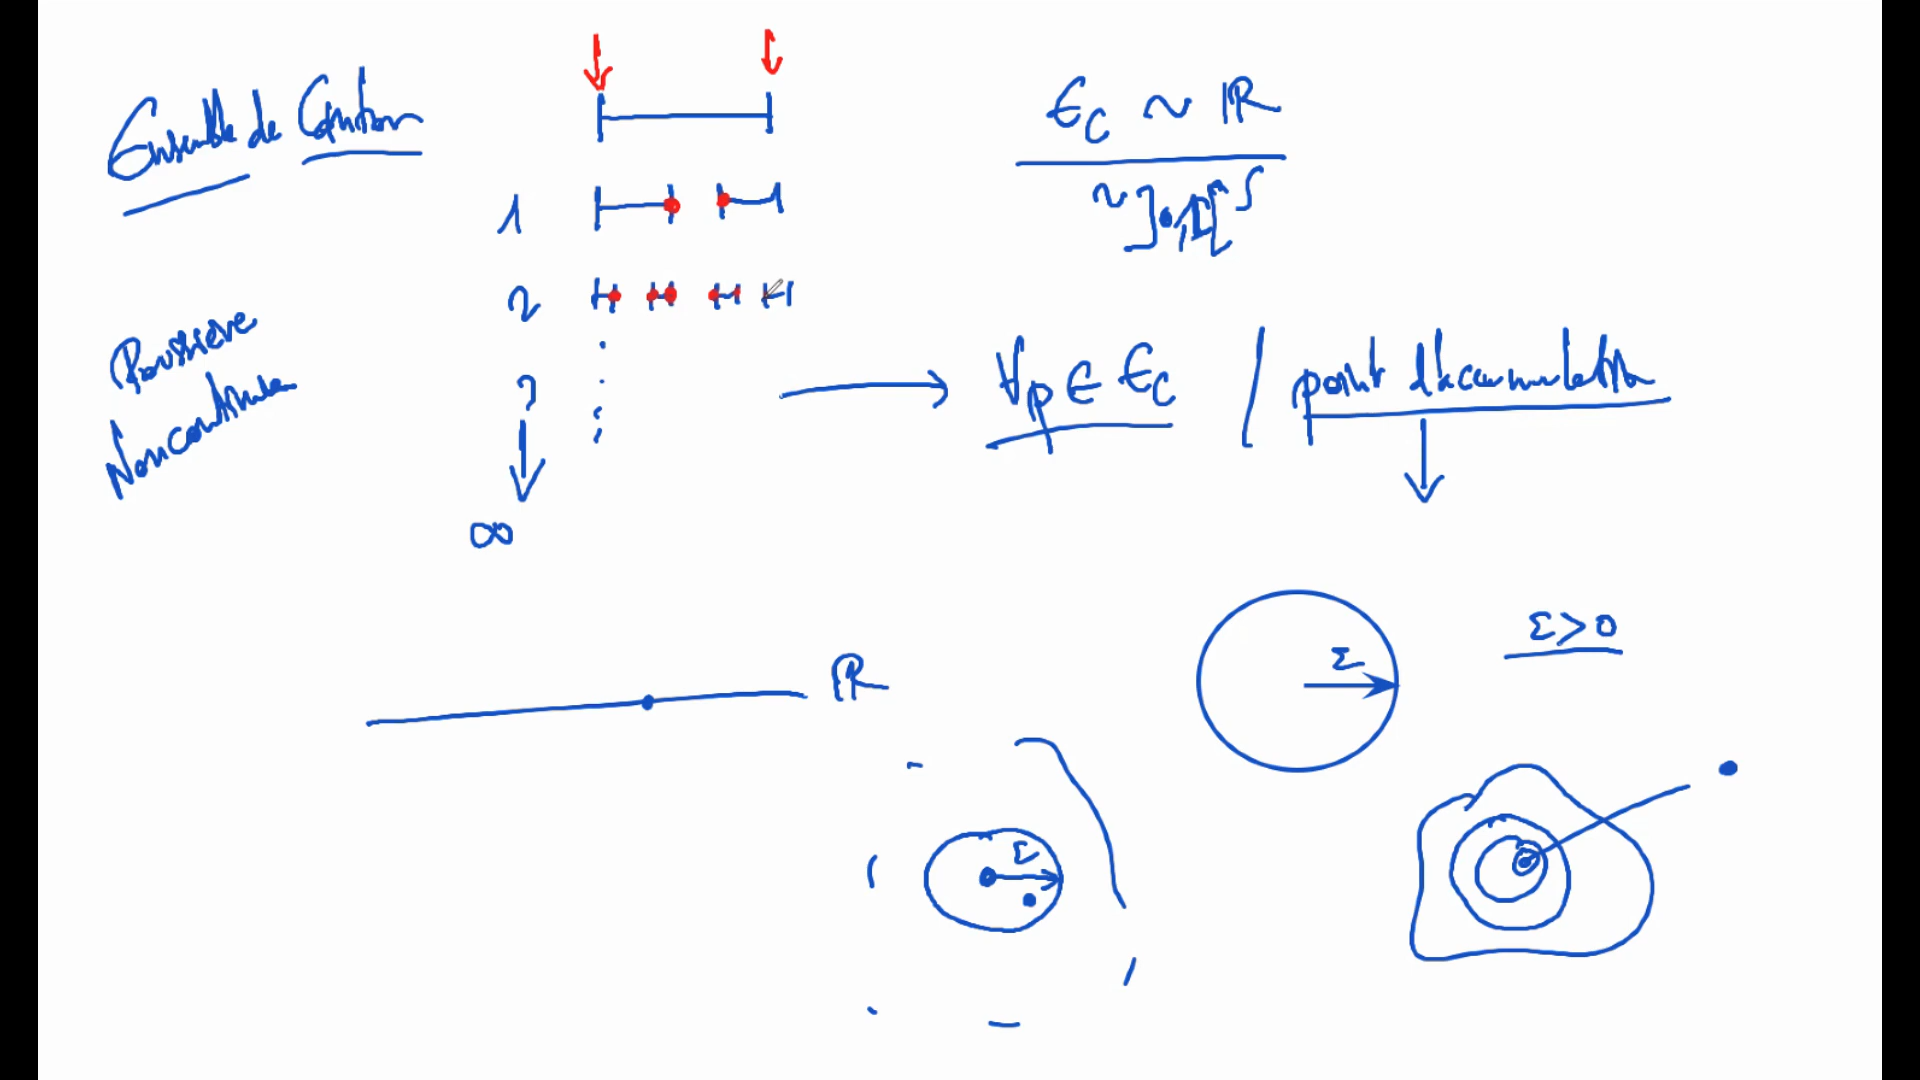 Ensemble de Cantor
1
2
?
∞
Poussière
Non continue
E_C ~ ℝ
~ ]0,1[
∀p ∈ E_C / point d'accumulation
ε
ε>0
ℝ
ε